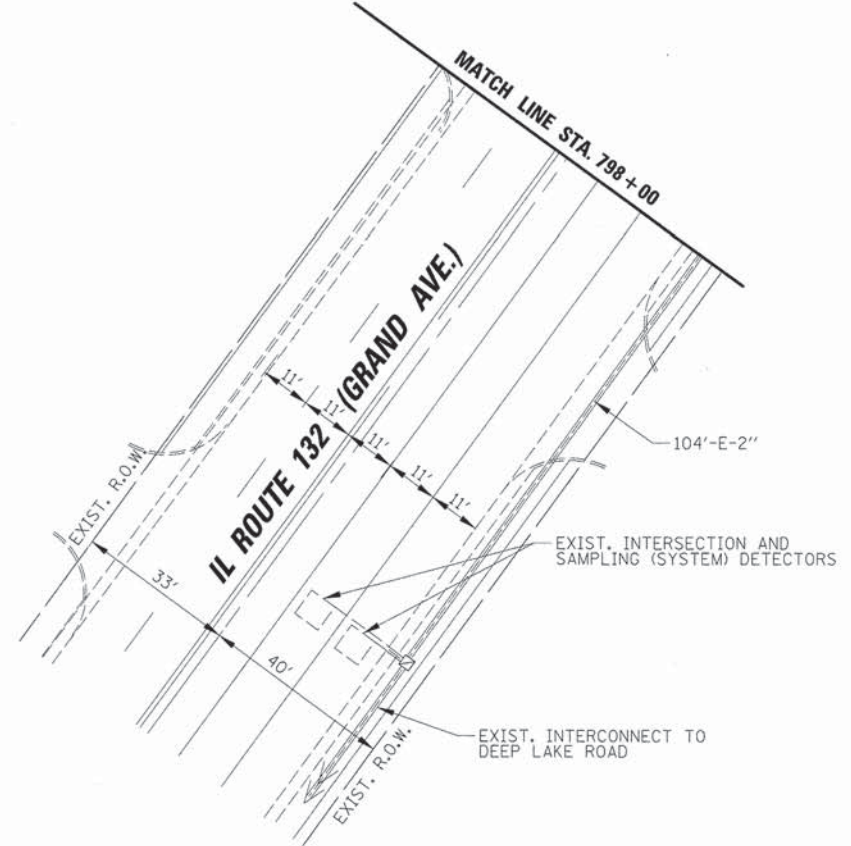 MATCH LINE STA. 798+00
IL ROUTE 132 (GRAND AVE.)
11'
11'
11'
11'
11'
104'-E-2"
EXIST. R.O.W.
EXIST. INTERSECTION AND
SAMPLING (SYSTEM) DETECTORS
33'
40'
EXIST. INTERCONNECT TO
DEEP LAKE ROAD
EXIST. R.O.W.